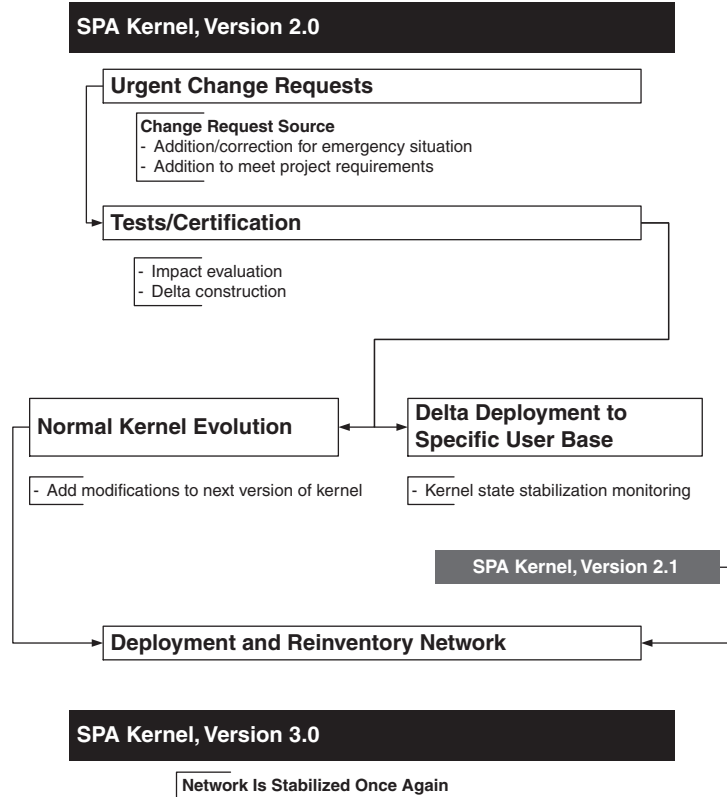 SPA Kernel, Version 2.0
Urgent Change Requests
Change Request Source
- Addition/correction for emergency situation
- Addition to meet project requirements
Tests/Certification
- Impact evaluation
- Delta construction
Normal Kernel Evolution
- Add modifications to next version of kernel
Delta Deployment to
Specific User Base
- Kernel state stabilization monitoring
SPA Kernel, Version 2.1
Deployment and Reinventory Network
SPA Kernel, Version 3.0
Network Is Stabilized Once Again